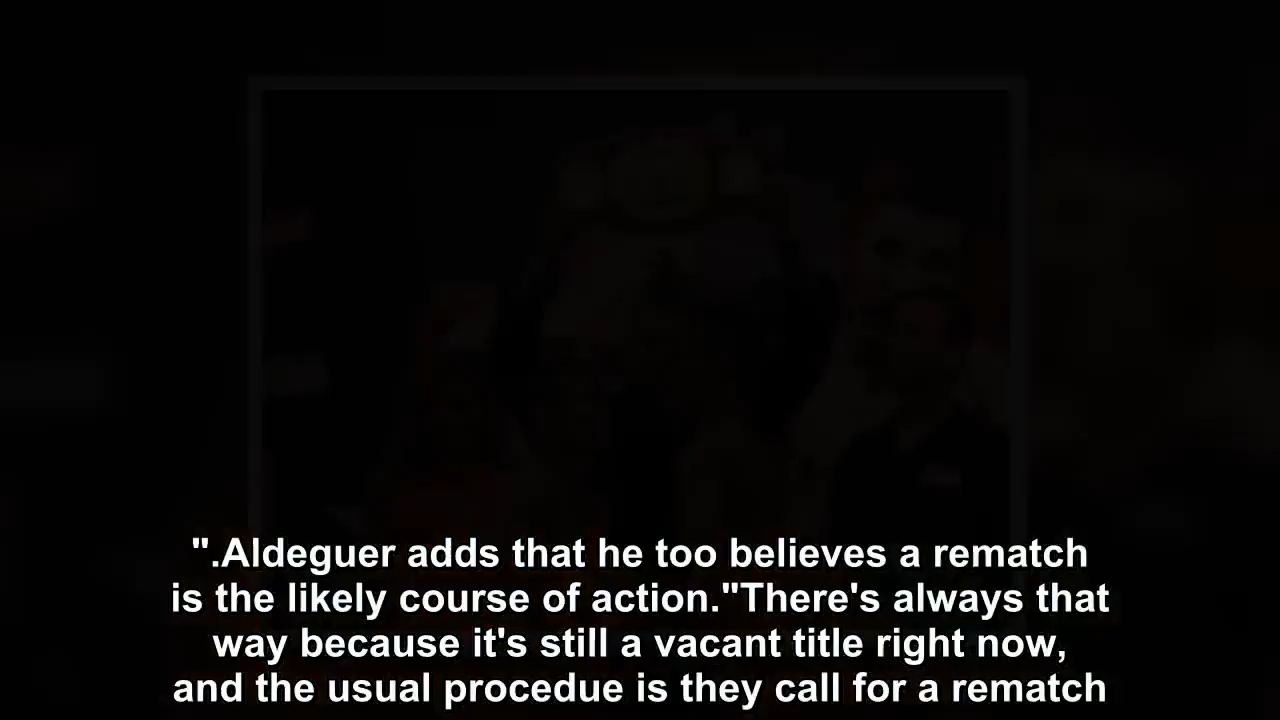 ".Aldeguer adds that he too believes a rematch
is the likely course of action."There's always that
way because it's still a vacant title right now,
and the usual procedue is they call for a rematch